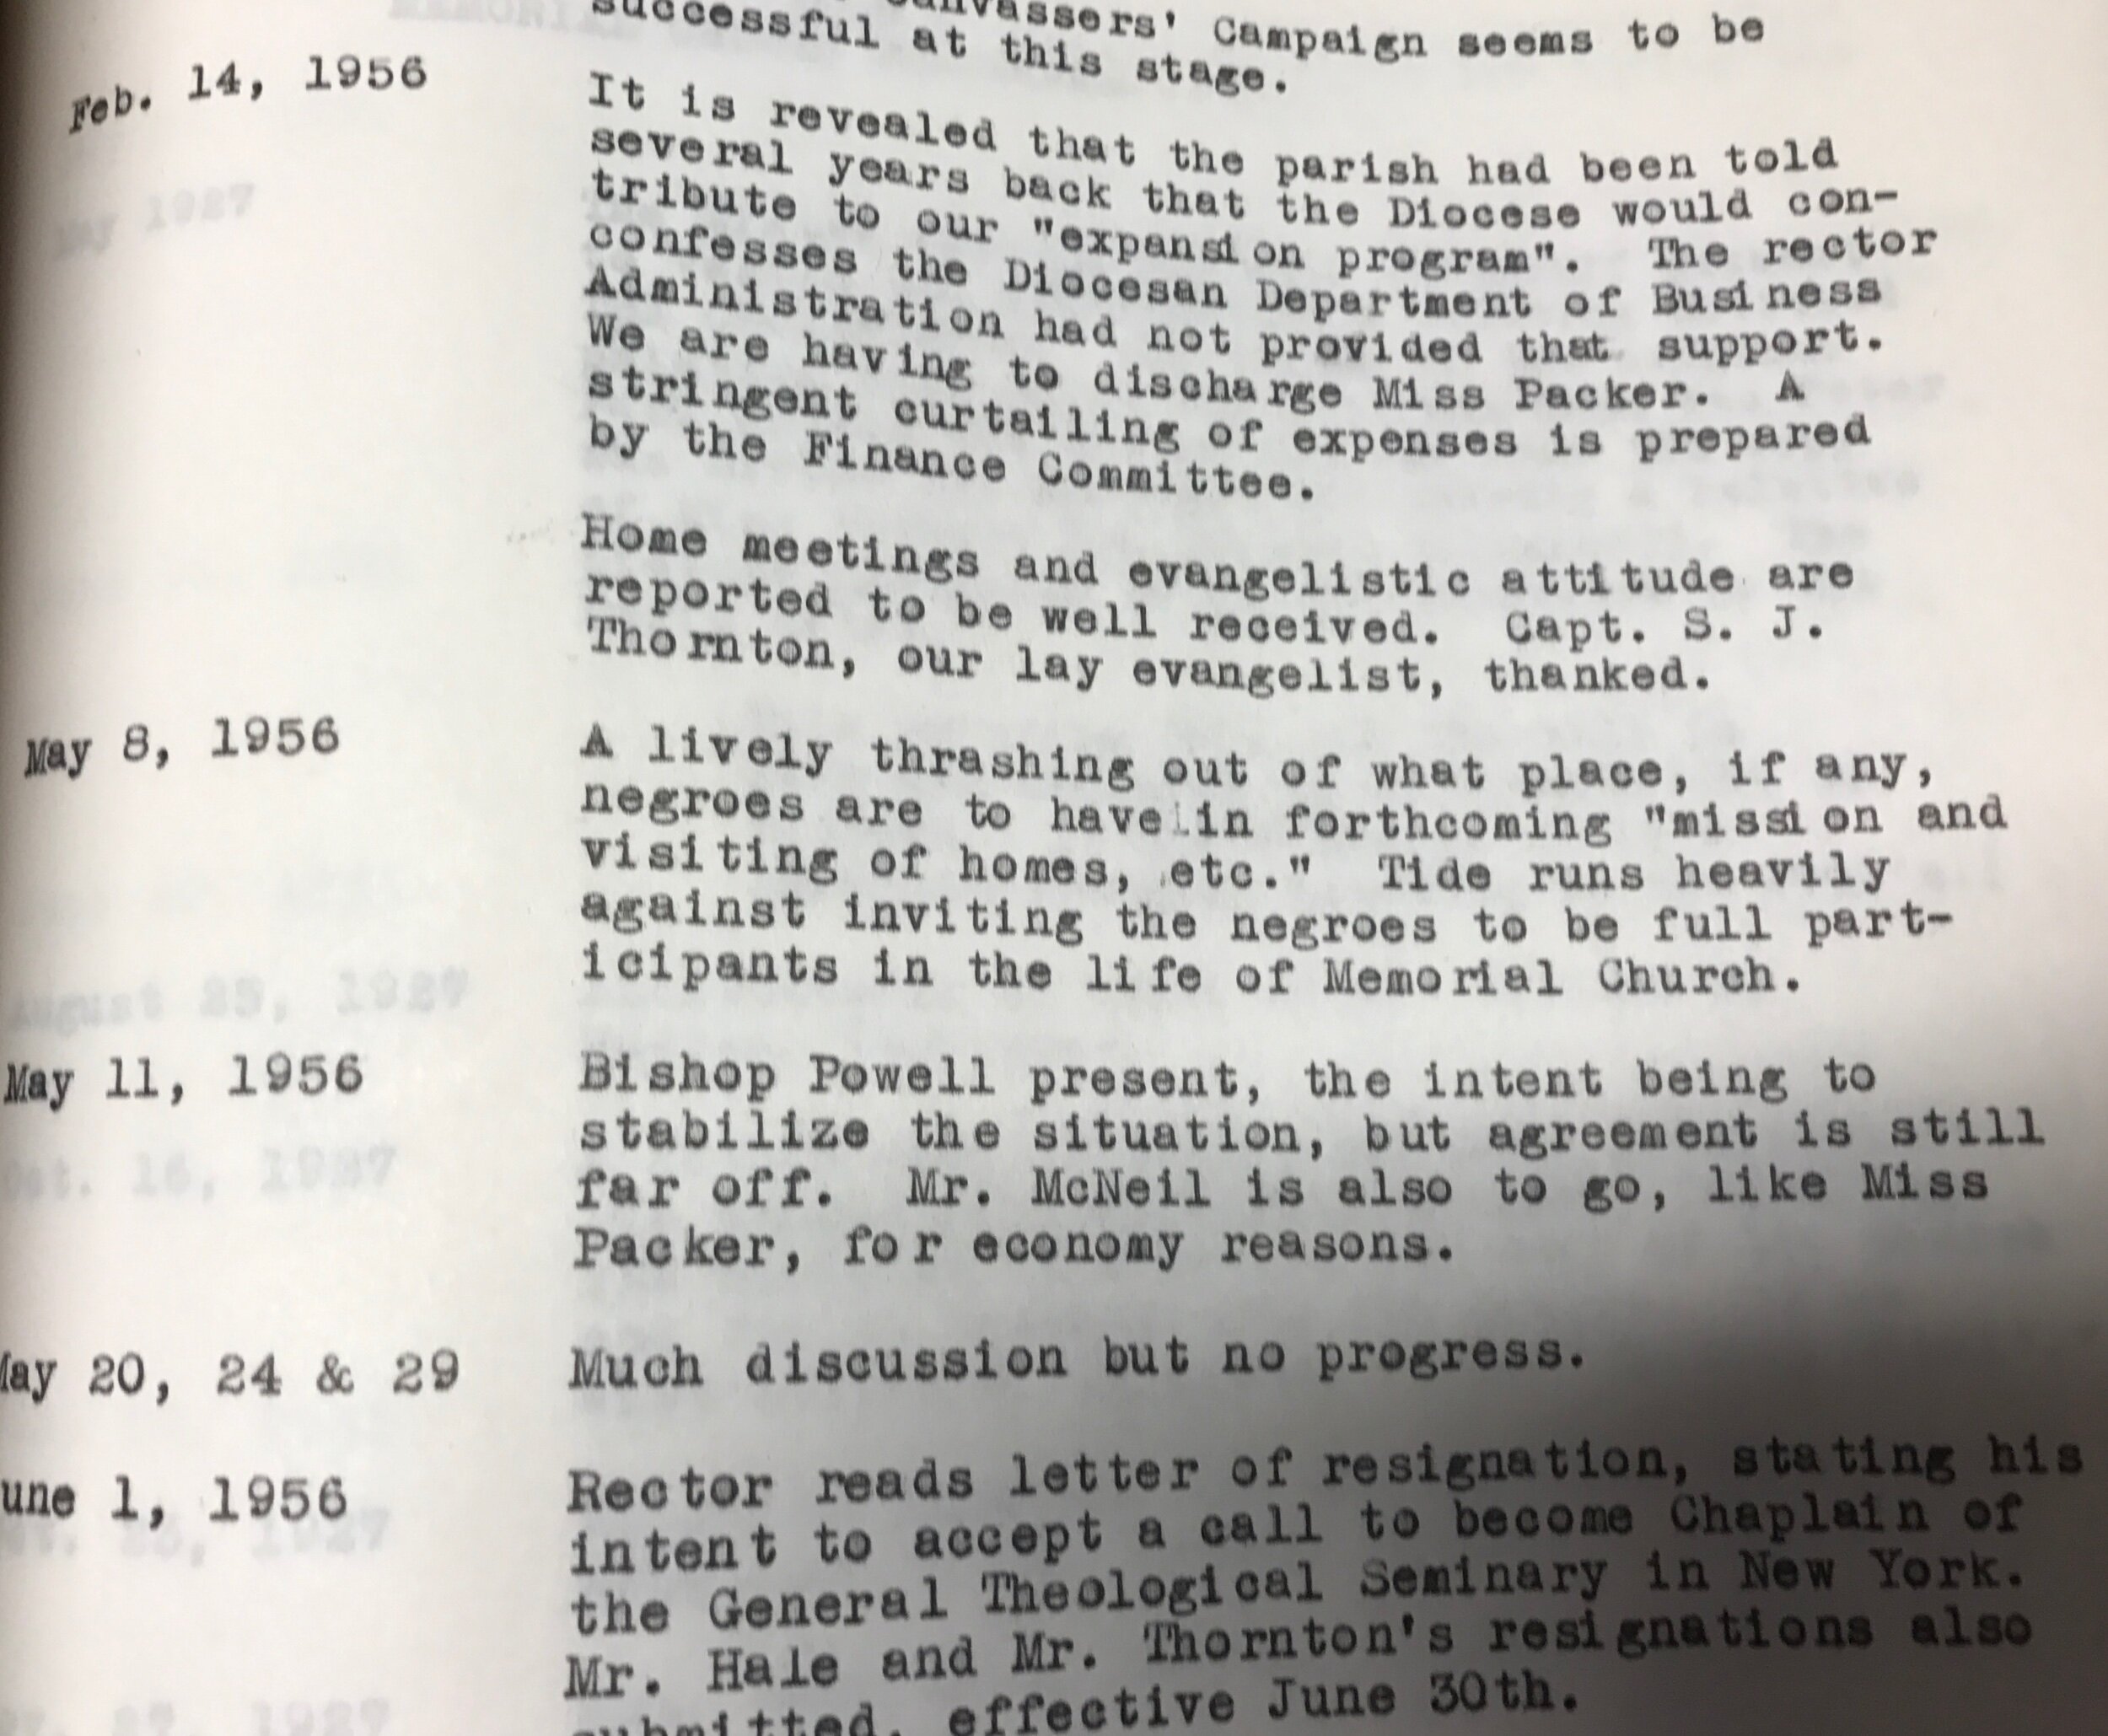 Canvassers' Campaign seems to be
successful at this stage.
Feb. 14, 1956
It is revealed that the parish had been told
several years back that the Diocese would con-
tribute to our "expansion program". The rector
confesses the Diocesan Department of Business
Administration had not provided that support.
We are having to discharge Miss Packer. A
stringent curtailing of expenses is prepared
by the Finance Committee.
Home meetings and evangelistic attitude are
reported to be well received. Capt. S. J.
Thornton, our lay evangelist, thanked.
May 8, 1956
A lively thrashing out of what place, if any,
negroes are to have in forthcoming "mission and
visiting of homes, etc." Tide runs heavily
against inviting the negroes to be full part-
icipants in the life of Memorial Church.
May 11, 1956
Bishop Powell present, the intent being to
stabilize the situation, but agreement is still
far off. Mr. McNeil is also to go, like Miss
Packer, for economy reasons.
May 20, 24 & 29
Much discussion but no progress.
une 1, 1956
Rector reads letter of resignation, stating his
intent to accept a call to become Chaplain of
the General Theological Seminary in New York.
Mr. Hale and Mr. Thornton's resignations also
submitted, effective June 30th.